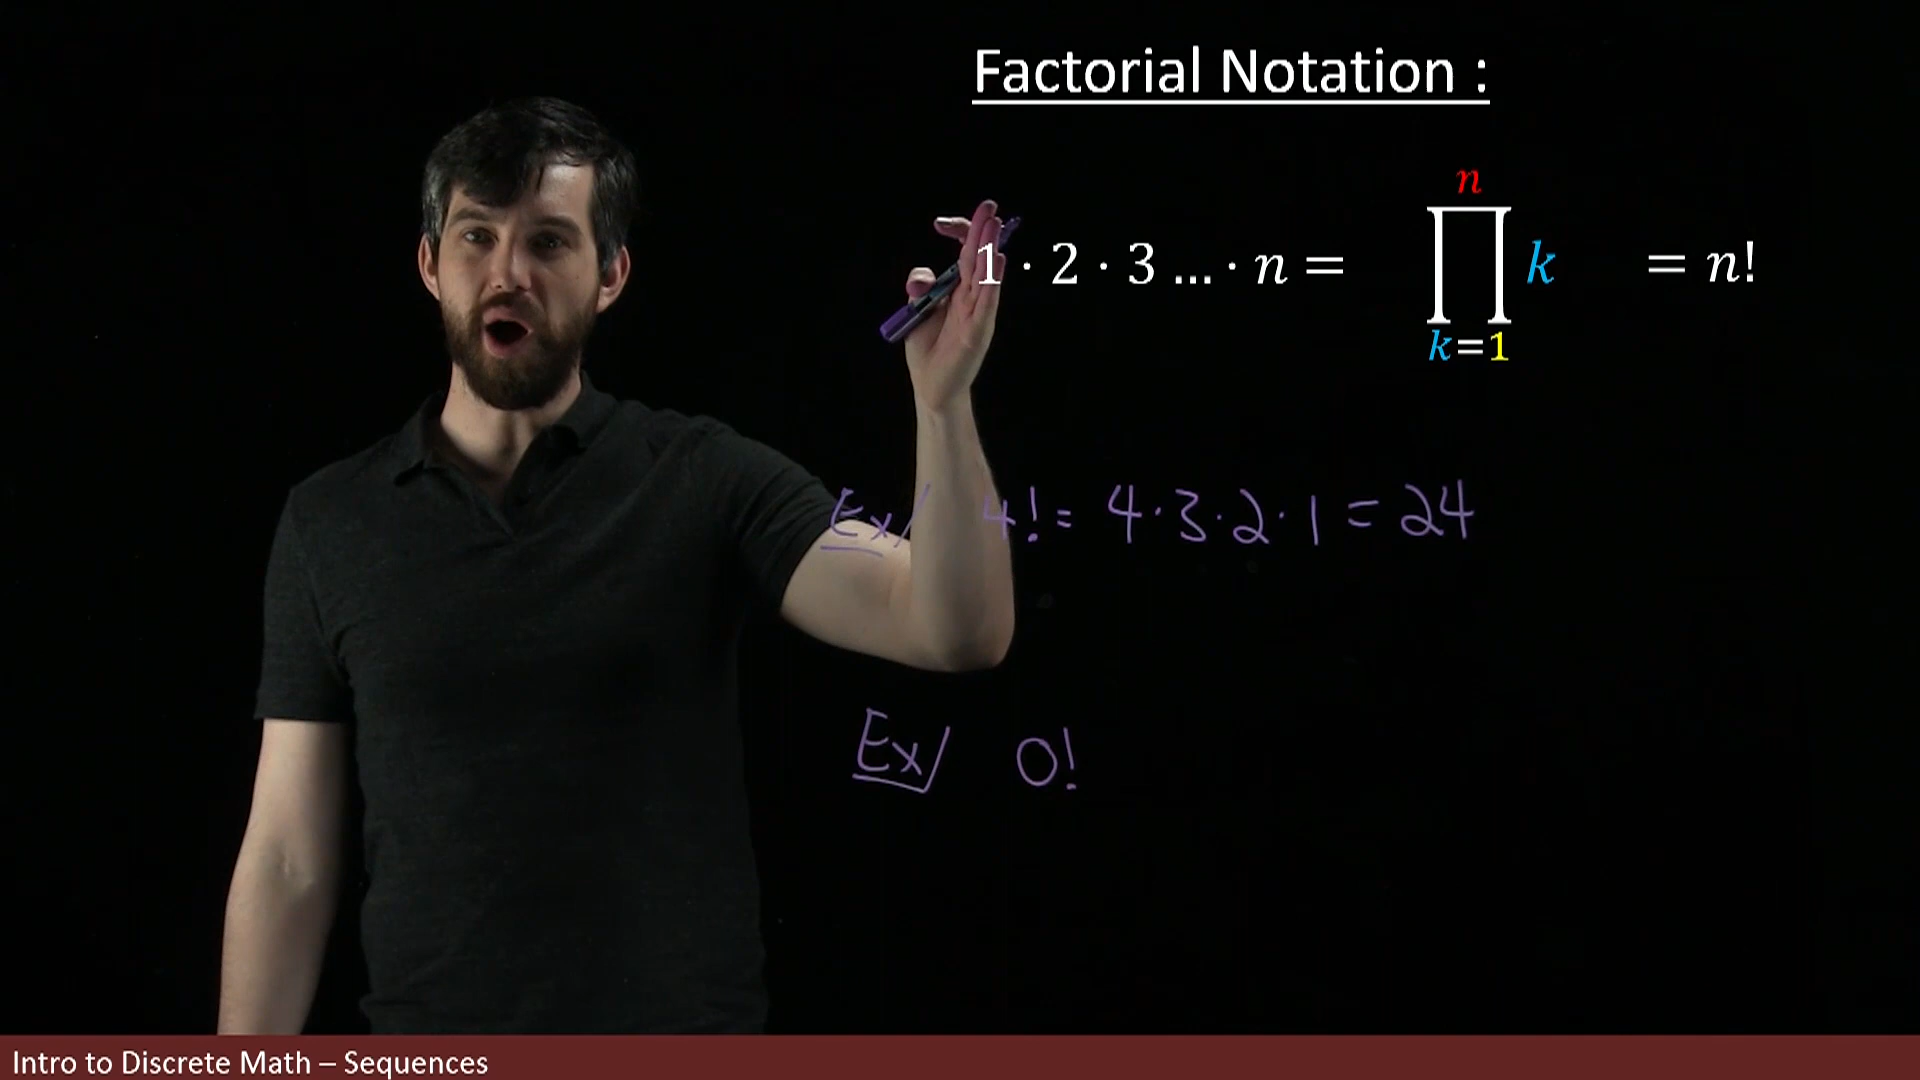 Factorial Notation :
1 · 2 · 3 … · n = ∏ₖ₌₁ⁿ k = n!
Ex/ 4! = 4·3·2·1 = 24
Ex/ 0!
Intro to Discrete Math – Sequences